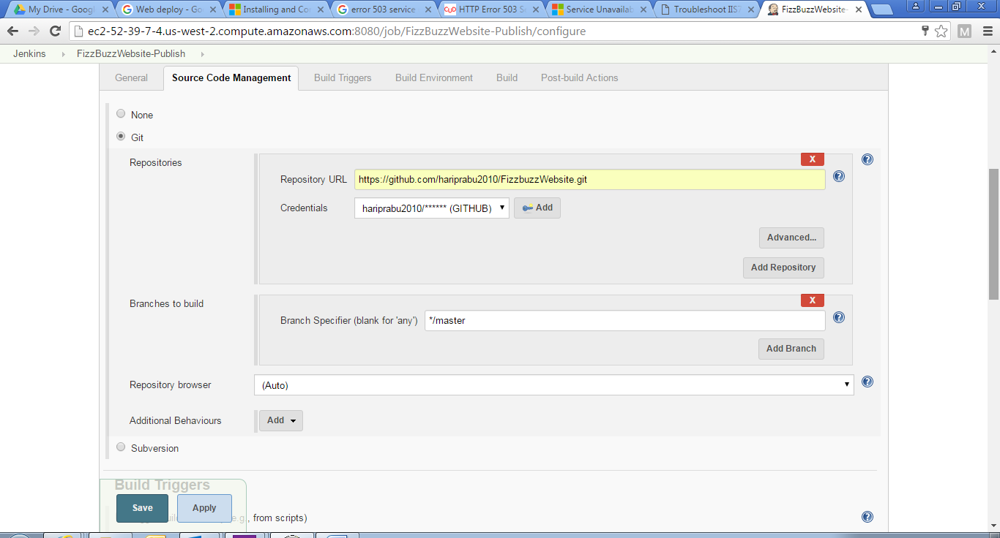 My Drive - Googl
Web deploy - Go
Installing and Co
error 503 service
CUD HTTP Error 503 S
Service Unavailab
Troubleshoot IIS7
FizzBuzzWebsite-
ec2-52-39-7-4.us-west-2.compute.amazonaws.com:8080/job/FizzBuzzWebsite-Publish/configure
M
Jenkins
FizzBuzzWebsite-Publish
General
Source Code Management
Build Triggers
Build Environment
Build
Post-build Actions
None
Git
Repositories
X
?
Repository URL
https://github.com/hariprabu2010/FizzbuzzWebsite.git
?
Credentials
hariprabu2010/****** (GITHUB)
Add
Advanced...
Add Repository
Branches to build
X
Branch Specifier (blank for 'any')
*/master
?
Add Branch
Repository browser
(Auto)
?
Additional Behaviours
Add
Subversion
Build Triggers
Save
Apply
, from scripts)
?